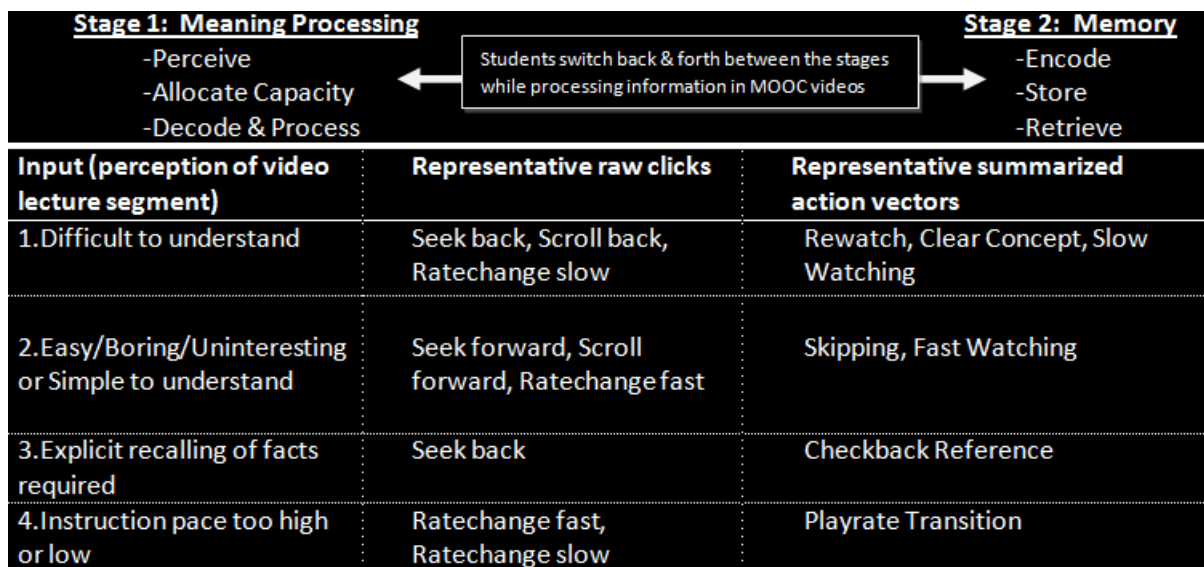 Stage 1:  Meaning Processing
-Perceive
-Allocate Capacity
-Decode & Process
Students switch back & forth between the stages
while processing information in MOOC videos
Stage 2:  Memory
-Encode
-Store
-Retrieve
Input (perception of video
lecture segment)
Representative raw clicks
Representative summarized
action vectors
1.Difficult to understand
Seek back, Scroll back,
Ratechange slow
Rewatch, Clear Concept, Slow
Watching
2.Easy/Boring/Uninteresting
or Simple to understand
Seek forward, Scroll
forward, Ratechange fast
Skipping, Fast Watching
3.Explicit recalling of facts
required
Seek back
Checkback Reference
4.Instruction pace too high
or low
Ratechange fast,
Ratechange slow
Playrate Transition